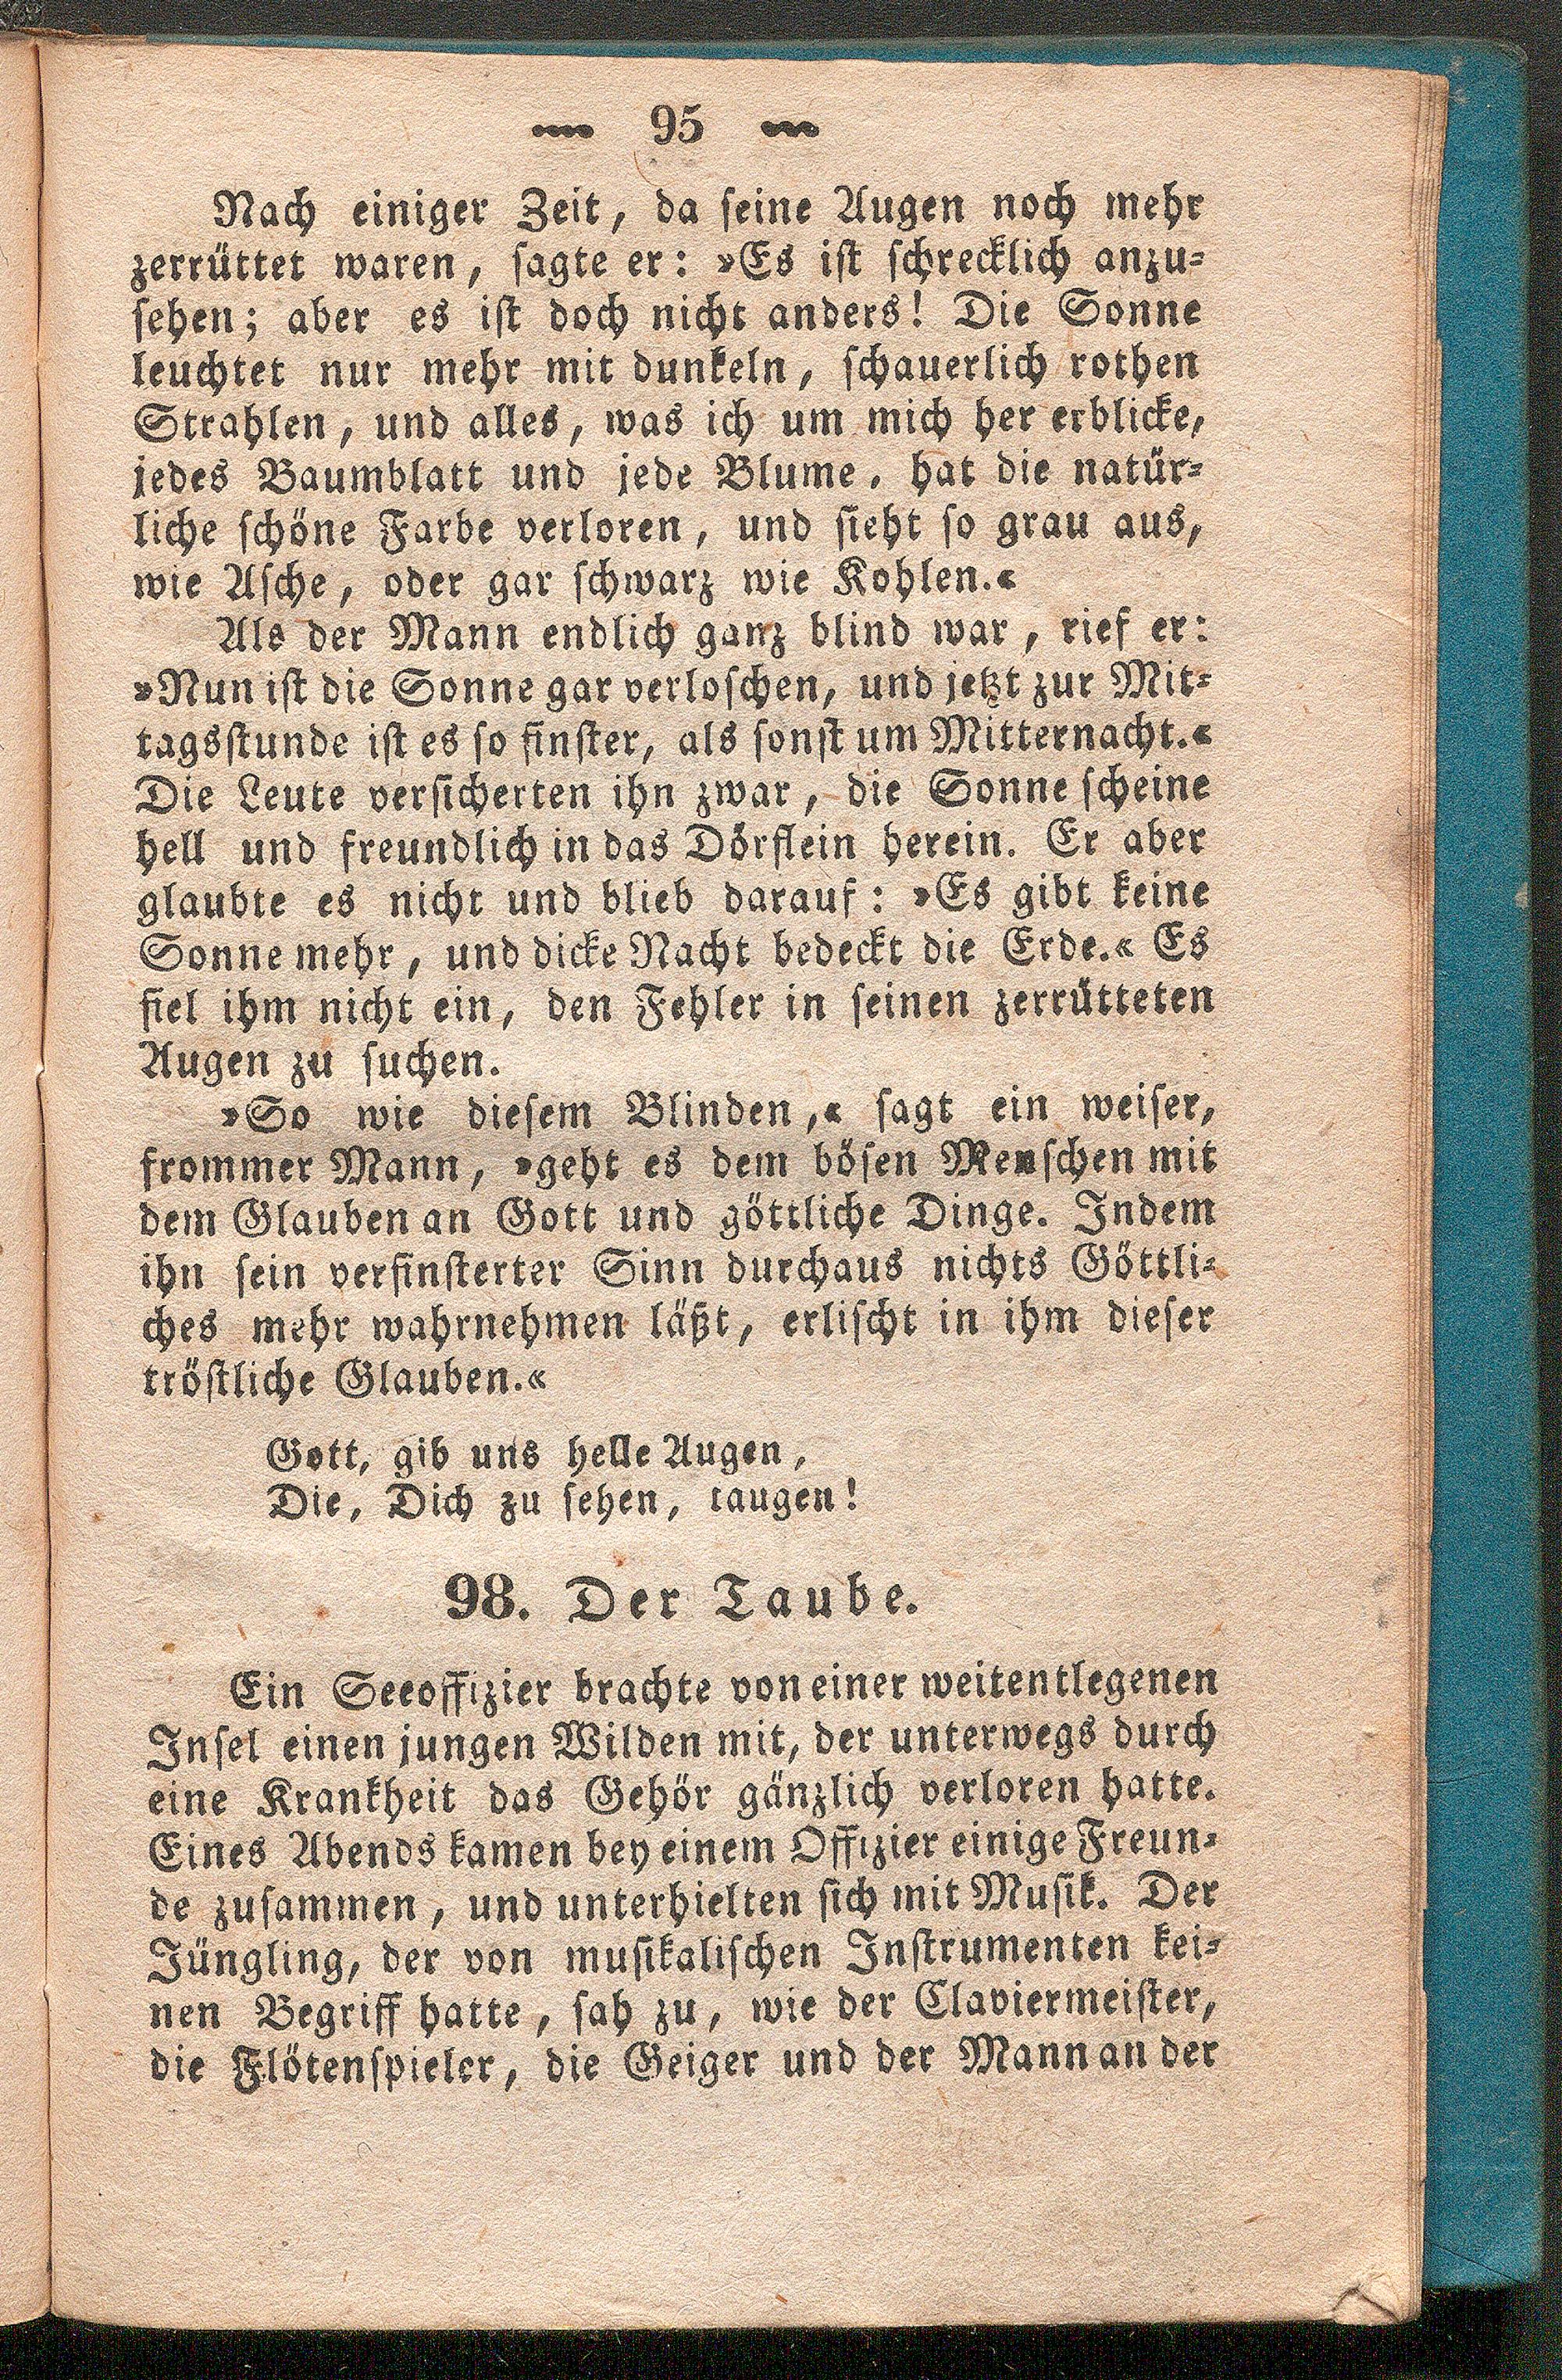 — 95 —
Nach einiger Zeit, da seine Augen noch mehr
zerrüttet waren, sagte er: »Es ist schrecklich anzu-
sehen; aber es ist doch nicht anders! Die Sonne
leuchtet nur mehr mit dunkeln, schauerlich rothen
Strahlen, und alles, was ich um mich her erblicke,
jedes Baumblatt und jede Blume, hat die natür-
liche schöne Farbe verloren, und sieht so grau aus,
wie Asche, oder gar schwarz wie Kohlen.«
Als der Mann endlich ganz blind war, rief er:
»Nun ist die Sonne gar verloschen, und jetzt zur Mit-
tagsstunde ist es so finster, als sonst um Mitternacht.«
Die Leute versicherten ihn zwar, die Sonne scheine
hell und freundlich in das Dörflein herein. Er aber
glaubte es nicht und blieb darauf: »Es gibt keine
Sonne mehr, und dicke Nacht bedeckt die Erde.« Es
fiel ihm nicht ein, den Fehler in seinen zerrütteten
Augen zu suchen.
»So wie diesem Blinden,« sagt ein weiser,
frommer Mann, »geht es dem bösen Menschen mit
dem Glauben an Gott und göttliche Dinge. Indem
ihn sein verfinsterter Sinn durchaus nichts Göttli-
ches mehr wahrnehmen läßt, erlischt in ihm dieser
tröstliche Glauben.«
Gott, gib uns helle Augen,
Die, Dich zu sehen, taugen!
98. Der Taube.
Ein Seeoffizier brachte von einer weitentlegenen
Insel einen jungen Wilden mit, der unterwegs durch
eine Krankheit das Gehör gänzlich verloren hatte.
Eines Abends kamen bey einem Offizier einige Freun-
de zusammen, und unterhielten sich mit Musik. Der
Jüngling, der von musikalischen Instrumenten kei-
nen Begriff hatte, sah zu, wie der Claviermeister,
die Flötenspieler, die Geiger und der Mann an der